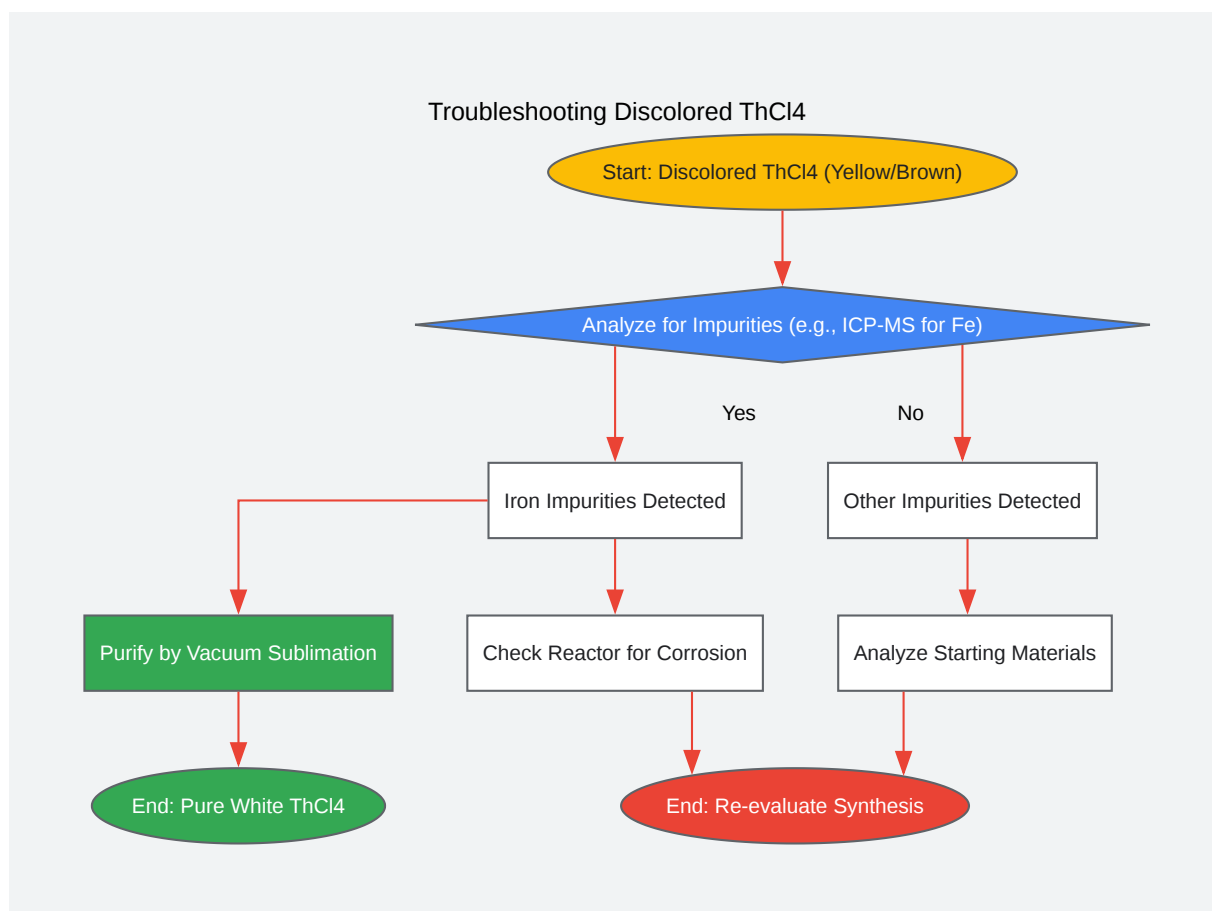 Troubleshooting Discolored ThCl4
Start: Discolored ThCl4 (Yellow/Brown)
Analyze for Impurities (e.g., ICP-MS for Fe)
Yes
No
Iron Impurities Detected
Other Impurities Detected
Purify by Vacuum Sublimation
Check Reactor for Corrosion
Analyze Starting Materials
End: Pure White ThCl4
End: Re-evaluate Synthesis